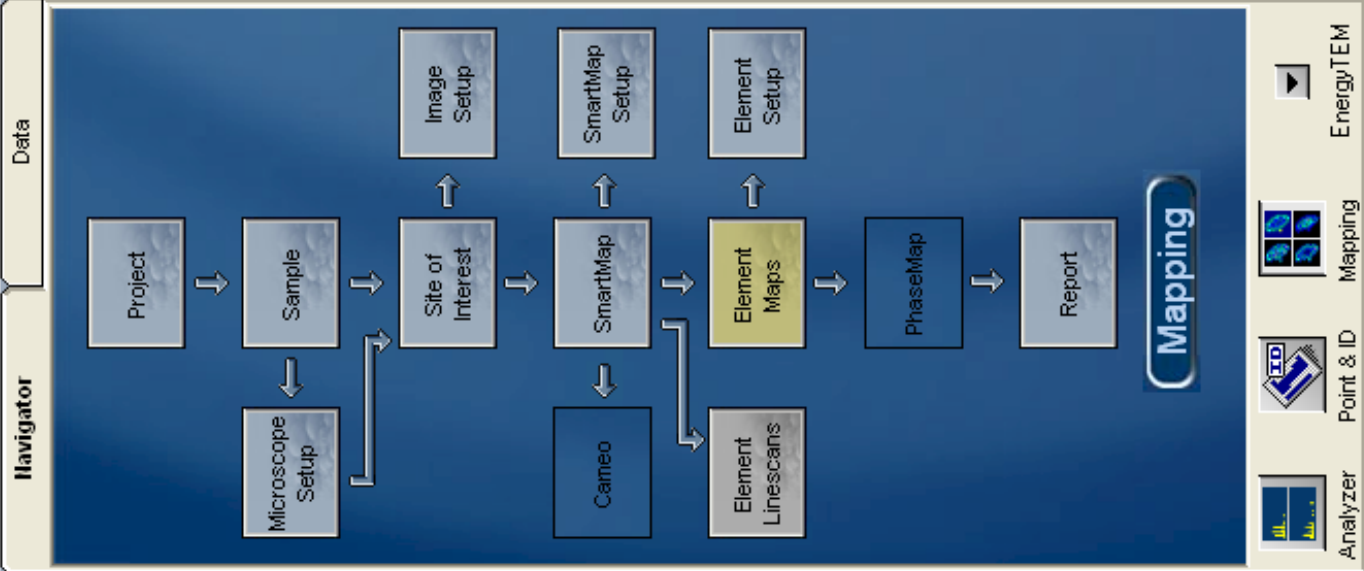 Navigator
Data
Project
Microscope
Setup
Sample
Site of
Interest
Image
Setup
Cameo
SmartMap
SmartMap
Setup
Element
Linescans
Element
Maps
Element
Setup
PhaseMap
Report
Mapping
ID
Analyzer
Point & ID
Mapping
EnergyTEM